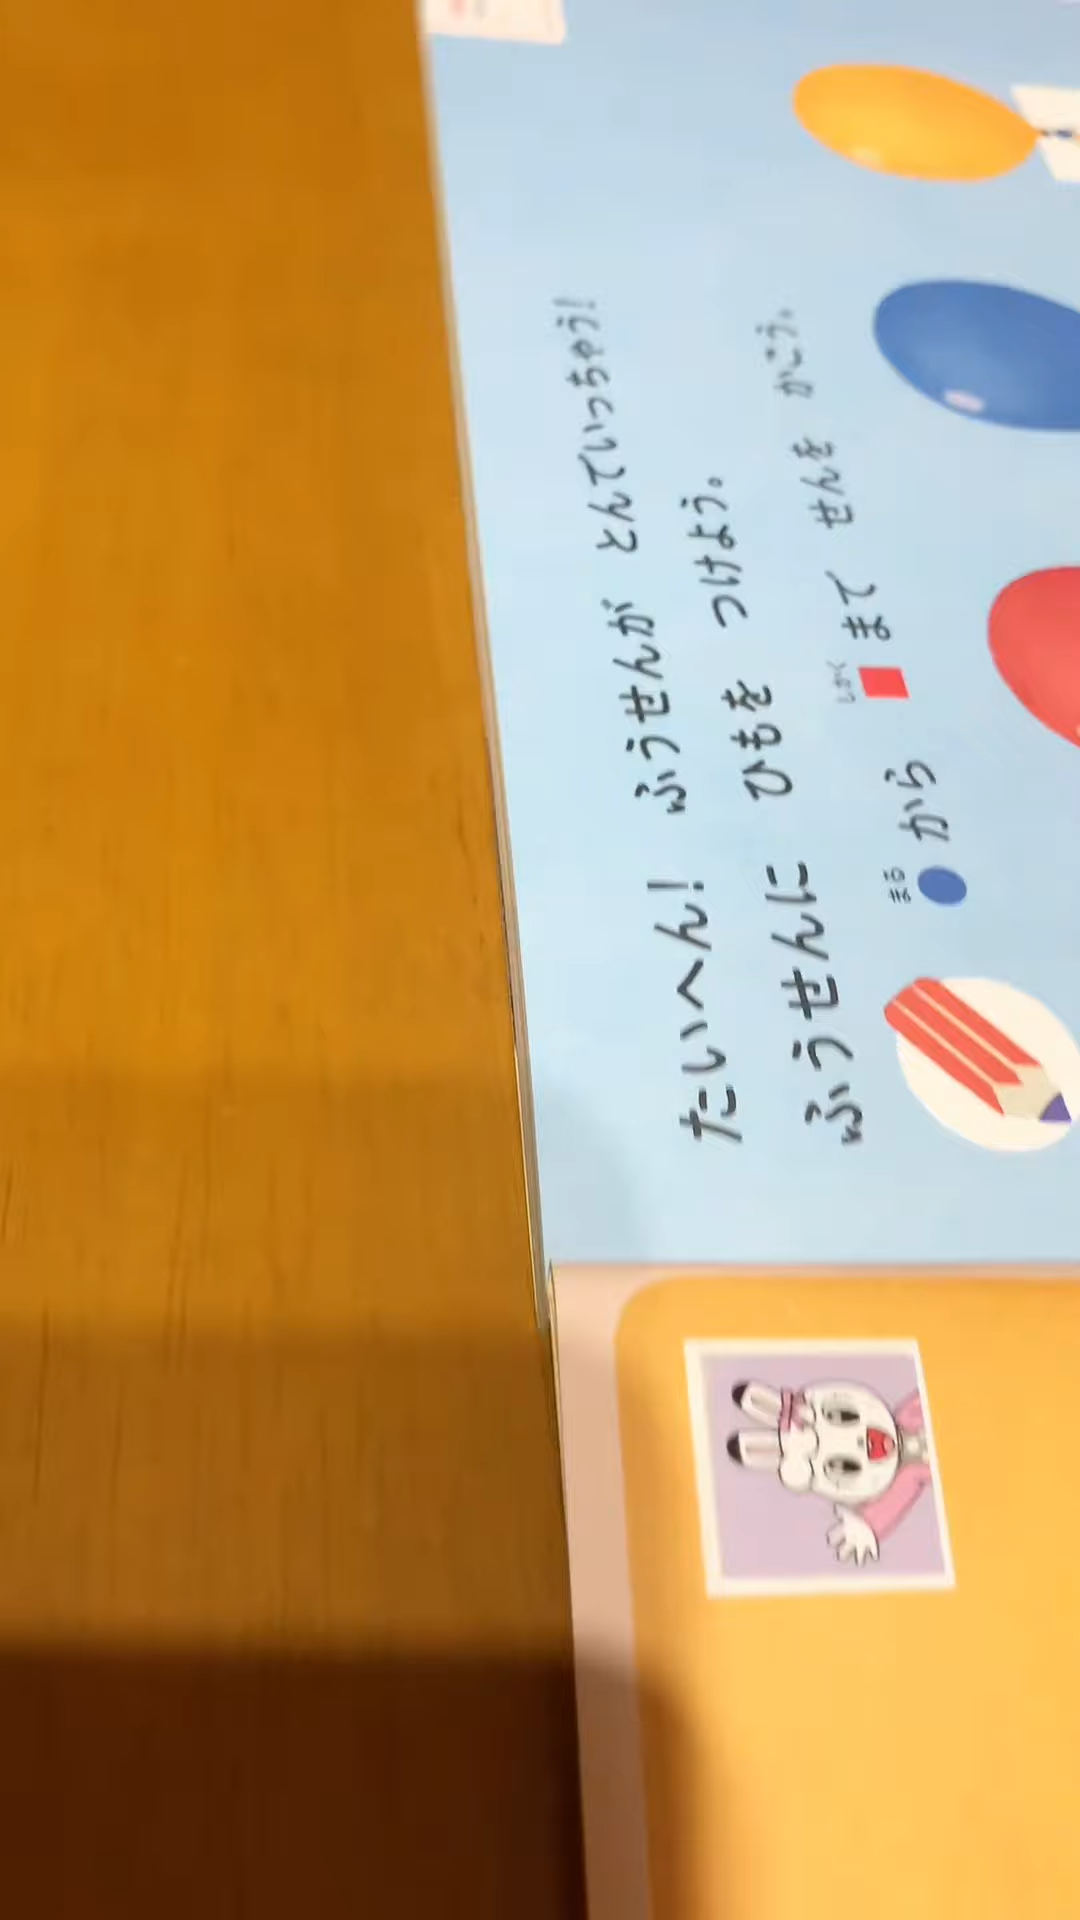 たいへん! ふうせんが とんでいっちゃう!
ふうせんに ひもを つけよう。
まる から しかく まで せんを かこう。